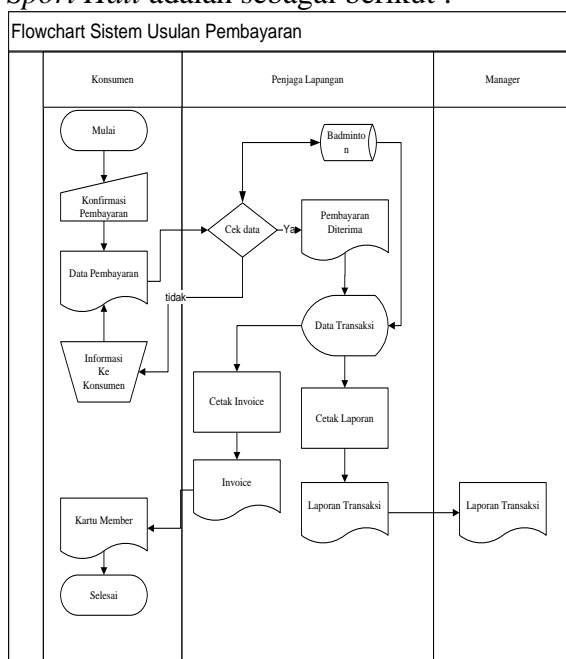 Sport Hall adalah sebagai berikut :
Flowchart Sistem Usulan Pembayaran
Konsumen
Penjaga Lapangan
Manager
Mulai
Badminto
n
Konfirmasi
Pembayaran
Cek data
Ya
Pembayaran
Diterima
Data Pembayaran
tidak
Data Transaksi
Informasi
Ke
Konsumen
Cetak Invoice
Cetak Laporan
Invoice
Laporan Transaksi
Laporan Transaksi
Kartu Member
Selesai